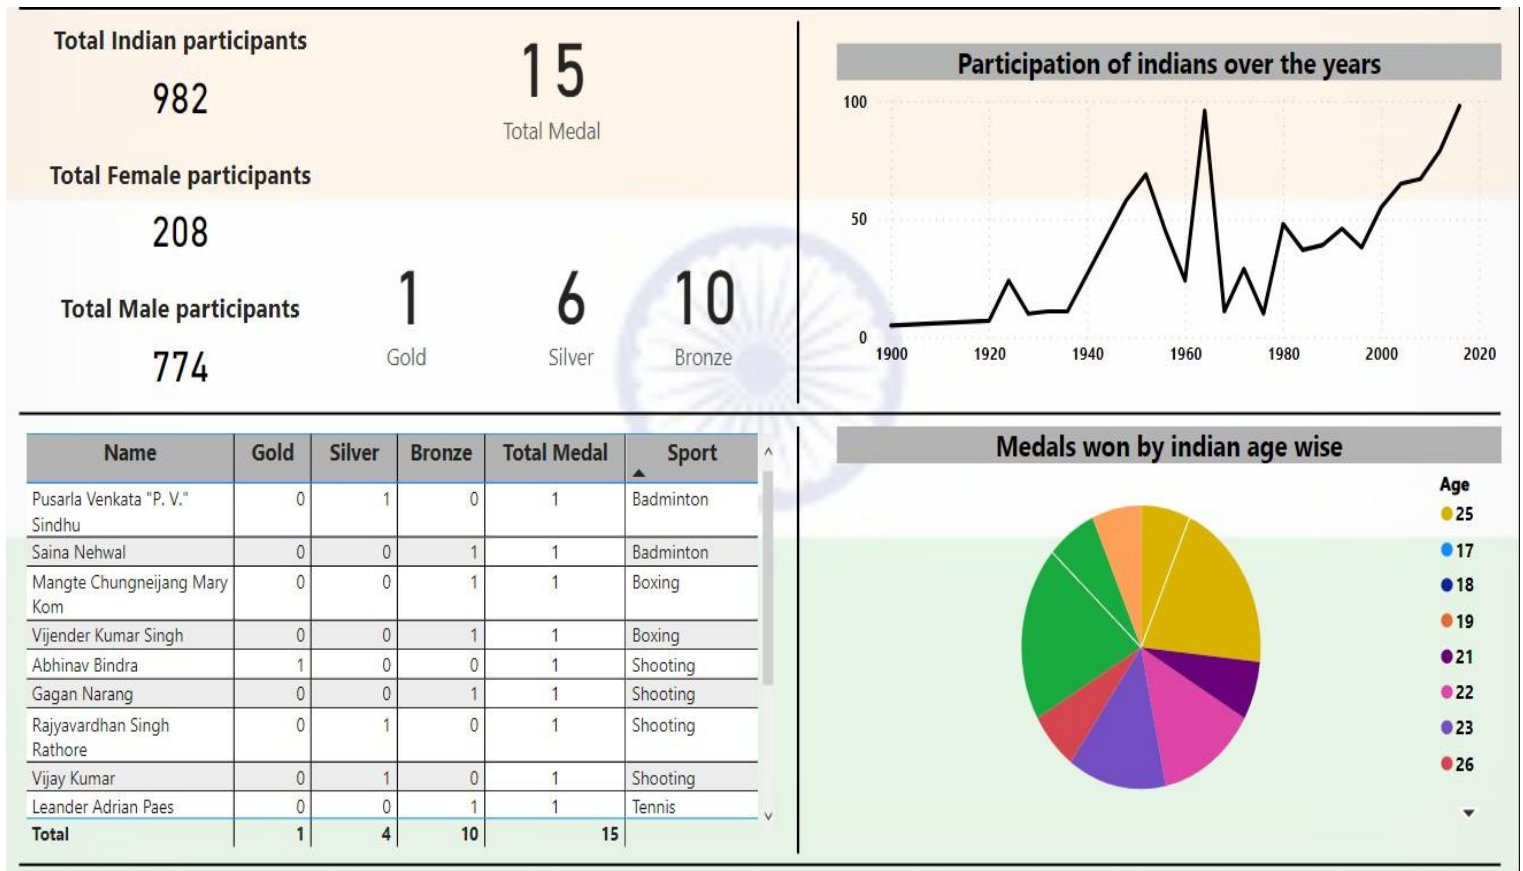 Total Indian participants
982
Total Female participants
208
Total Male participants
774
15
Total Medal
1
Gold
6
Silver
10
Bronze
Participation of indians over the years
100
50
0
1900 1920 1940 1960 1980 2000 2020
Name Gold Silver Bronze Total Medal Sport
Pusarla Venkata "P. V." 0 1 0 1 Badminton
Sindhu
Saina Nehwal 0 0 1 1 Badminton
Mangte Chungneijang Mary 0 0 1 1 Boxing
Kom
Vijender Kumar Singh 0 0 1 1 Boxing
Abhinav Bindra 1 0 0 1 Shooting
Gagan Narang 0 0 1 1 Shooting
Rajyavardhan Singh 0 1 0 1 Shooting
Rathore
Vijay Kumar 0 1 0 1 Shooting
Leander Adrian Paes 0 0 1 1 Tennis
Total 1 4 10 15
Medals won by indian age wise
Age
25
17
18
19
21
22
23
26